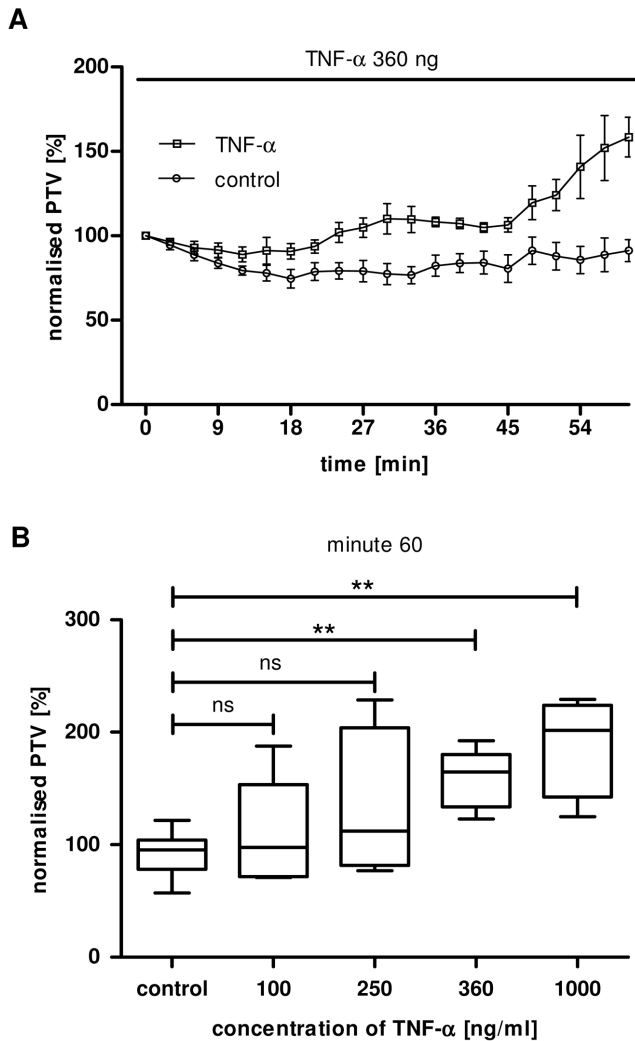 A
TNF-α 360 ng
200
150
100
50
0
normalised PTV [%]
TNF-α
control
0 9 18 27 36 45 54
time [min]
B
minute 60
**
**
ns
ns
300
200
100
0
normalised PTV [%]
control 100 250 360 1000
concentration of TNF-α [ng/ml]